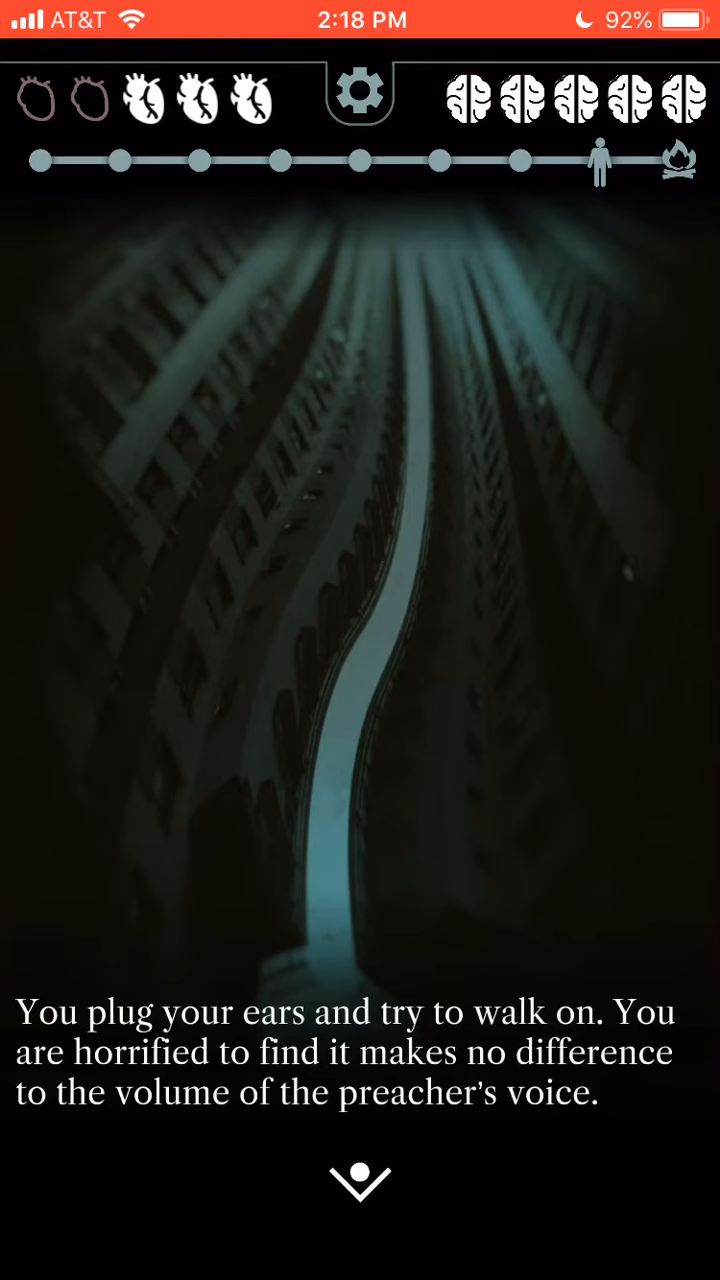 AT&T 2:18 PM 92%
You plug your ears and try to walk on. You
are horrified to find it makes no difference
to the volume of the preacher's voice.